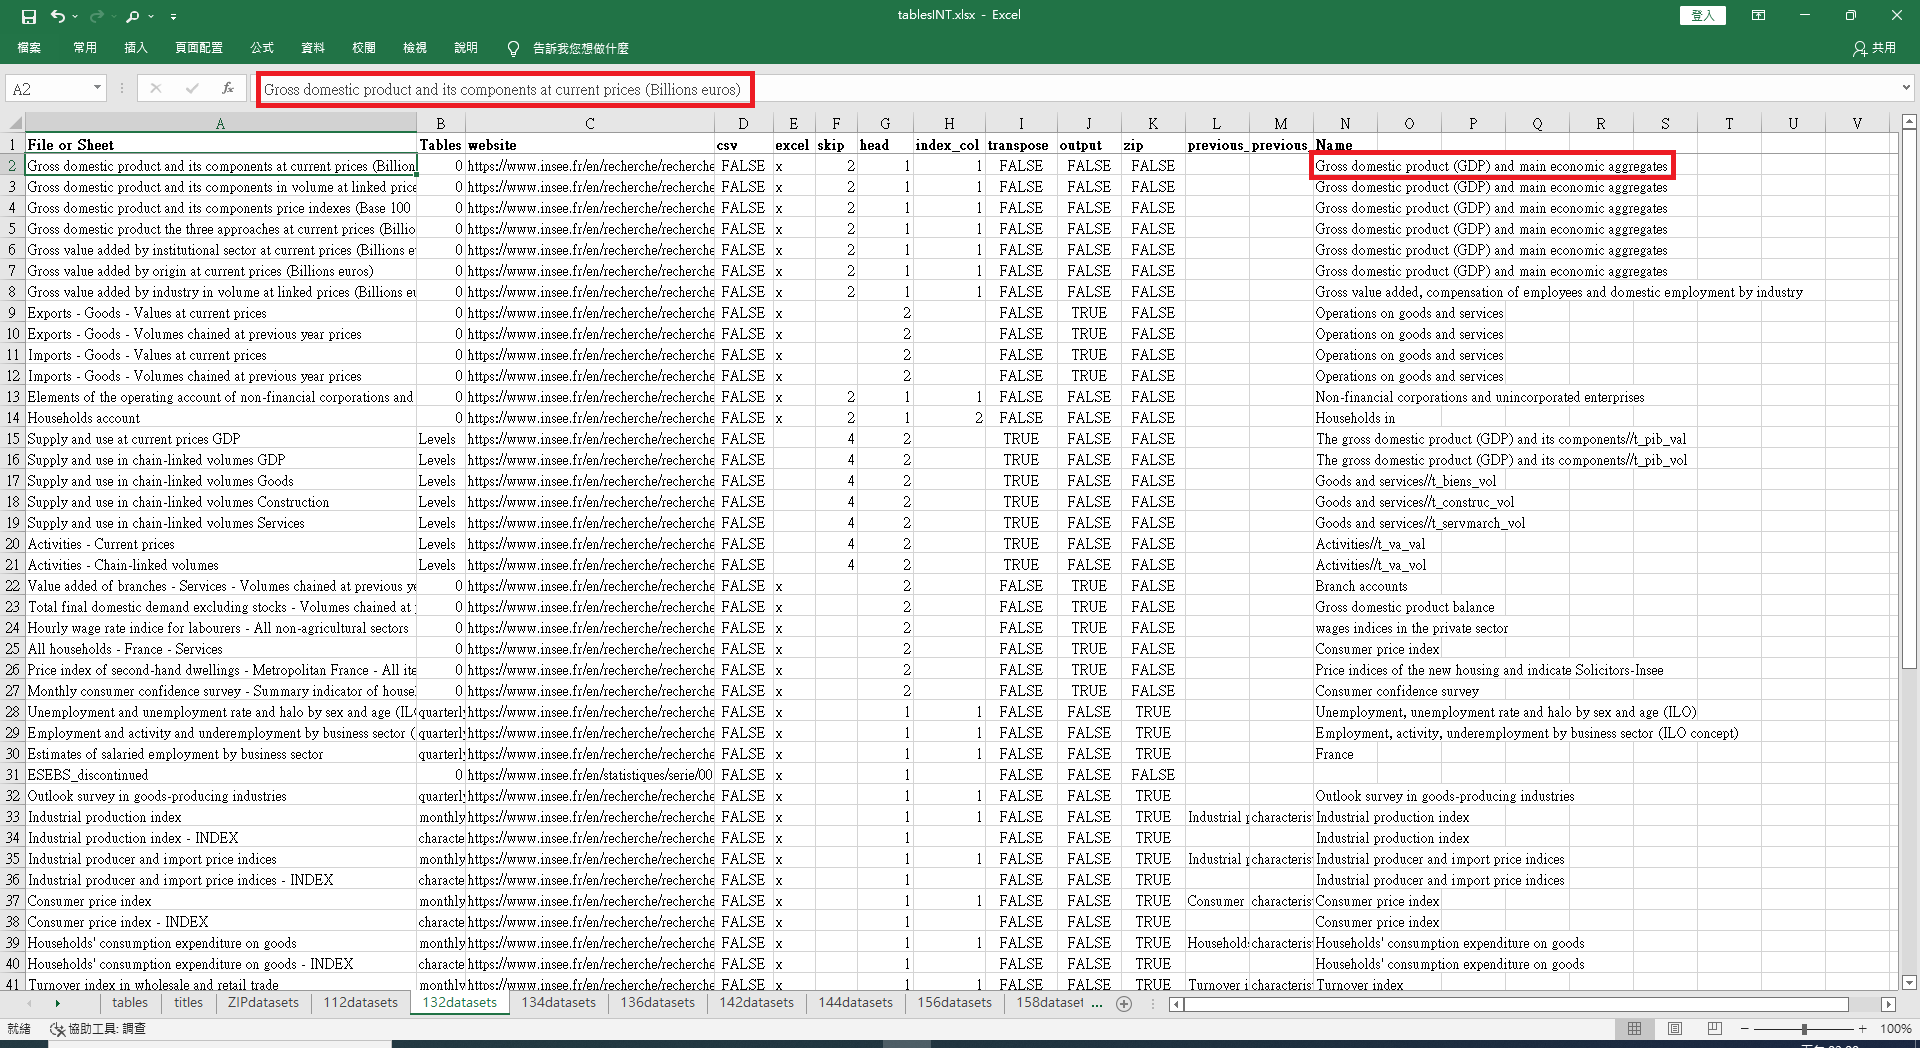 tablesINT.xlsx - Excel
登入
檔案 常用 插入 頁面配置 公式 資料 校閱 檢視 說明 告訴我您想做什麼 共用
A2 fx Gross domestic product and its components at current prices (Billions euros)
A B C D E F G H I J K L M N O P Q R S T U V
1 File or Sheet Tables website csv excel skip head index_col transpose output zip previous_ previous_ Name
2 Gross domestic product and its components at current prices (Billion 0 https://www.insee.fr/en/recherche/recherche FALSE x 2 1 1 FALSE FALSE FALSE Gross domestic product (GDP) and main economic aggregates
3 Gross domestic product and its components in volume at linked price 0 https://www.insee.fr/en/recherche/recherche FALSE x 2 1 1 FALSE FALSE FALSE Gross domestic product (GDP) and main economic aggregates
4 Gross domestic product and its components price indexes (Base 100 0 https://www.insee.fr/en/recherche/recherche FALSE x 2 1 1 FALSE FALSE FALSE Gross domestic product (GDP) and main economic aggregates
5 Gross domestic product the three approaches at current prices (Billio 0 https://www.insee.fr/en/recherche/recherche FALSE x 2 1 1 FALSE FALSE FALSE Gross domestic product (GDP) and main economic aggregates
6 Gross value added by institutional sector at current prices (Billions e 0 https://www.insee.fr/en/recherche/recherche FALSE x 2 1 1 FALSE FALSE FALSE Gross domestic product (GDP) and main economic aggregates
7 Gross value added by origin at current prices (Billions euros) 0 https://www.insee.fr/en/recherche/recherche FALSE x 2 1 1 FALSE FALSE FALSE Gross domestic product (GDP) and main economic aggregates
8 Gross value added by industry in volume at linked prices (Billions eu 0 https://www.insee.fr/en/recherche/recherche FALSE x 2 1 1 FALSE FALSE FALSE Gross value added, compensation of employees and domestic employment by industry
9 Exports - Goods - Values at current prices 0 https://www.insee.fr/en/recherche/recherche FALSE x 2 FALSE TRUE FALSE Operations on goods and services
10 Exports - Goods - Volumes chained at previous year prices 0 https://www.insee.fr/en/recherche/recherche FALSE x 2 FALSE TRUE FALSE Operations on goods and services
11 Imports - Goods - Values at current prices 0 https://www.insee.fr/en/recherche/recherche FALSE x 2 FALSE TRUE FALSE Operations on goods and services
12 Imports - Goods - Volumes chained at previous year prices 0 https://www.insee.fr/en/recherche/recherche FALSE x 2 FALSE TRUE FALSE Operations on goods and services
13 Elements of the operating account of non-financial corporations and 0 https://www.insee.fr/en/recherche/recherche FALSE x 2 1 1 FALSE FALSE FALSE Non-financial corporations and unincorporated enterprises
14 Households account 0 https://www.insee.fr/en/recherche/recherche FALSE x 2 1 2 FALSE FALSE FALSE Households in
15 Supply and use at current prices GDP Levels https://www.insee.fr/en/recherche/recherche FALSE 4 2 TRUE FALSE FALSE The gross domestic product (GDP) and its components//t_pib_val
16 Supply and use in chain-linked volumes GDP Levels https://www.insee.fr/en/recherche/recherche FALSE 4 2 TRUE FALSE FALSE The gross domestic product (GDP) and its components//t_pib_vol
17 Supply and use in chain-linked volumes Goods Levels https://www.insee.fr/en/recherche/recherche FALSE 4 2 TRUE FALSE FALSE Goods and services//t_biens_vol
18 Supply and use in chain-linked volumes Construction Levels https://www.insee.fr/en/recherche/recherche FALSE 4 2 TRUE FALSE FALSE Goods and services//t_construc_vol
19 Supply and use in chain-linked volumes Services Levels https://www.insee.fr/en/recherche/recherche FALSE 4 2 TRUE FALSE FALSE Goods and services//t_servmarch_vol
20 Activities - Current prices Levels https://www.insee.fr/en/recherche/recherche FALSE 4 2 TRUE FALSE FALSE Activities//t_va_val
21 Activities - Chain-linked volumes Levels https://www.insee.fr/en/recherche/recherche FALSE 4 2 TRUE FALSE FALSE Activities//t_va_vol
22 Value added of branches - Services - Volumes chained at previous ye 0 https://www.insee.fr/en/recherche/recherche FALSE x 2 FALSE TRUE FALSE Branch accounts
23 Total final domestic demand excluding stocks - Volumes chained at 0 https://www.insee.fr/en/recherche/recherche FALSE x 2 FALSE TRUE FALSE Gross domestic product balance
24 Hourly wage rate indice for labourers - All non-agricultural sectors 0 https://www.insee.fr/en/recherche/recherche FALSE x 2 FALSE TRUE FALSE wages indices in the private sector
25 All households - France - Services 0 https://www.insee.fr/en/recherche/recherche FALSE x 2 FALSE TRUE FALSE Consumer price index
26 Price index of second-hand dwellings - Metropolitan France - All ite 0 https://www.insee.fr/en/recherche/recherche FALSE x 2 FALSE TRUE FALSE Price indices of the new housing and indicate Solicitors-Insee
27 Monthly consumer confidence survey - Summary indicator of house 0 https://www.insee.fr/en/recherche/recherche FALSE x 2 FALSE TRUE FALSE Consumer confidence survey
28 Unemployment and unemployment rate and halo by sex and age (IL quarterly https://www.insee.fr/en/recherche/recherche FALSE x 1 1 FALSE FALSE TRUE Unemployment, unemployment rate and halo by sex and age (ILO)
29 Employment and activity and underemployment by business sector ( quarterly https://www.insee.fr/en/recherche/recherche FALSE x 1 1 FALSE FALSE TRUE Employment, activity, underemployment by business sector (ILO concept)
30 Estimates of salaried employment by business sector quarterly https://www.insee.fr/en/recherche/recherche FALSE x 1 1 FALSE FALSE TRUE France
31 ESEBS_discontinued 0 https://www.insee.fr/en/statistiques/serie/00 FALSE x 1 FALSE FALSE FALSE
32 Outlook survey in goods-producing industries quarterly https://www.insee.fr/en/recherche/recherche FALSE x 1 1 FALSE FALSE TRUE Outlook survey in goods-producing industries
33 Industrial production index monthly https://www.insee.fr/en/recherche/recherche FALSE x 1 1 FALSE FALSE TRUE Industrial p characteris Industrial production index
34 Industrial production index - INDEX characte https://www.insee.fr/en/recherche/recherche FALSE x 1 FALSE FALSE TRUE Industrial production index
35 Industrial producer and import price indices monthly https://www.insee.fr/en/recherche/recherche FALSE x 1 1 FALSE FALSE TRUE Industrial p characteris Industrial producer and import price indices
36 Industrial producer and import price indices - INDEX characte https://www.insee.fr/en/recherche/recherche FALSE x 1 FALSE FALSE TRUE Industrial producer and import price indices
37 Consumer price index monthly https://www.insee.fr/en/recherche/recherche FALSE x 1 1 FALSE FALSE TRUE Consumer characteris Consumer price index
38 Consumer price index - INDEX characte https://www.insee.fr/en/recherche/recherche FALSE x 1 FALSE FALSE TRUE Consumer price index
39 Households' consumption expenditure on goods monthly https://www.insee.fr/en/recherche/recherche FALSE x 1 1 FALSE FALSE TRUE Households characteris Households' consumption expenditure on goods
40 Households' consumption expenditure on goods - INDEX characte https://www.insee.fr/en/recherche/recherche FALSE x 1 FALSE FALSE TRUE Households' consumption expenditure on goods
41 Turnover index in wholesale and retail trade monthly https://www.insee.fr/en/recherche/recherche FALSE x 1 1 FALSE FALSE TRUE Turnover i characteris Turnover index
tables titles ZIPdatasets 112datasets 132datasets 134datasets 136datasets 142datasets 144datasets 156datasets 158dataset ...
就緒 協助工具: 調查 100%